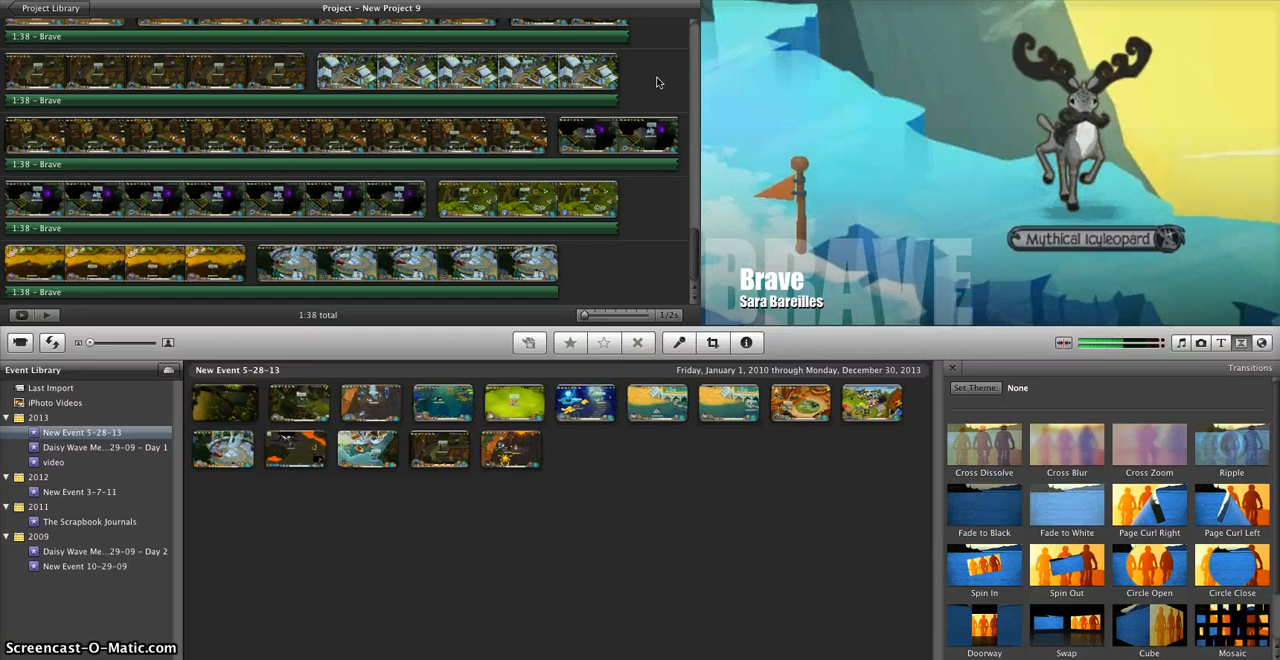 Project Library
Project - New Project 9
1:38 - Brave
1:38 - Brave
1:38 - Brave
1:38 - Brave
1:38 - Brave
1:38 total
1/2s
Mythical Icyleopard
BRAVE
Brave
Sara Bareilles
Event Library
Last Import
iPhoto Videos
2013
New Event 5-28-13
Daisy Wave Me...29-09 - Day 1
video
2012
New Event 3-7-11
2011
The Scrapbook Journals
2009
Daisy Wave Me...29-09 - Day 2
New Event 10-29-09
New Event 5-28-13
Friday, January 1, 2010 through Monday, December 30, 2013
Transitions
Set Theme: None
Cross Dissolve
Cross Blur
Cross Zoom
Ripple
Fade to Black
Fade to White
Page Curl Right
Page Curl Left
Spin In
Spin Out
Circle Open
Circle Close
Doorway
Swap
Cube
Mosaic
Screencast-O-Matic.com